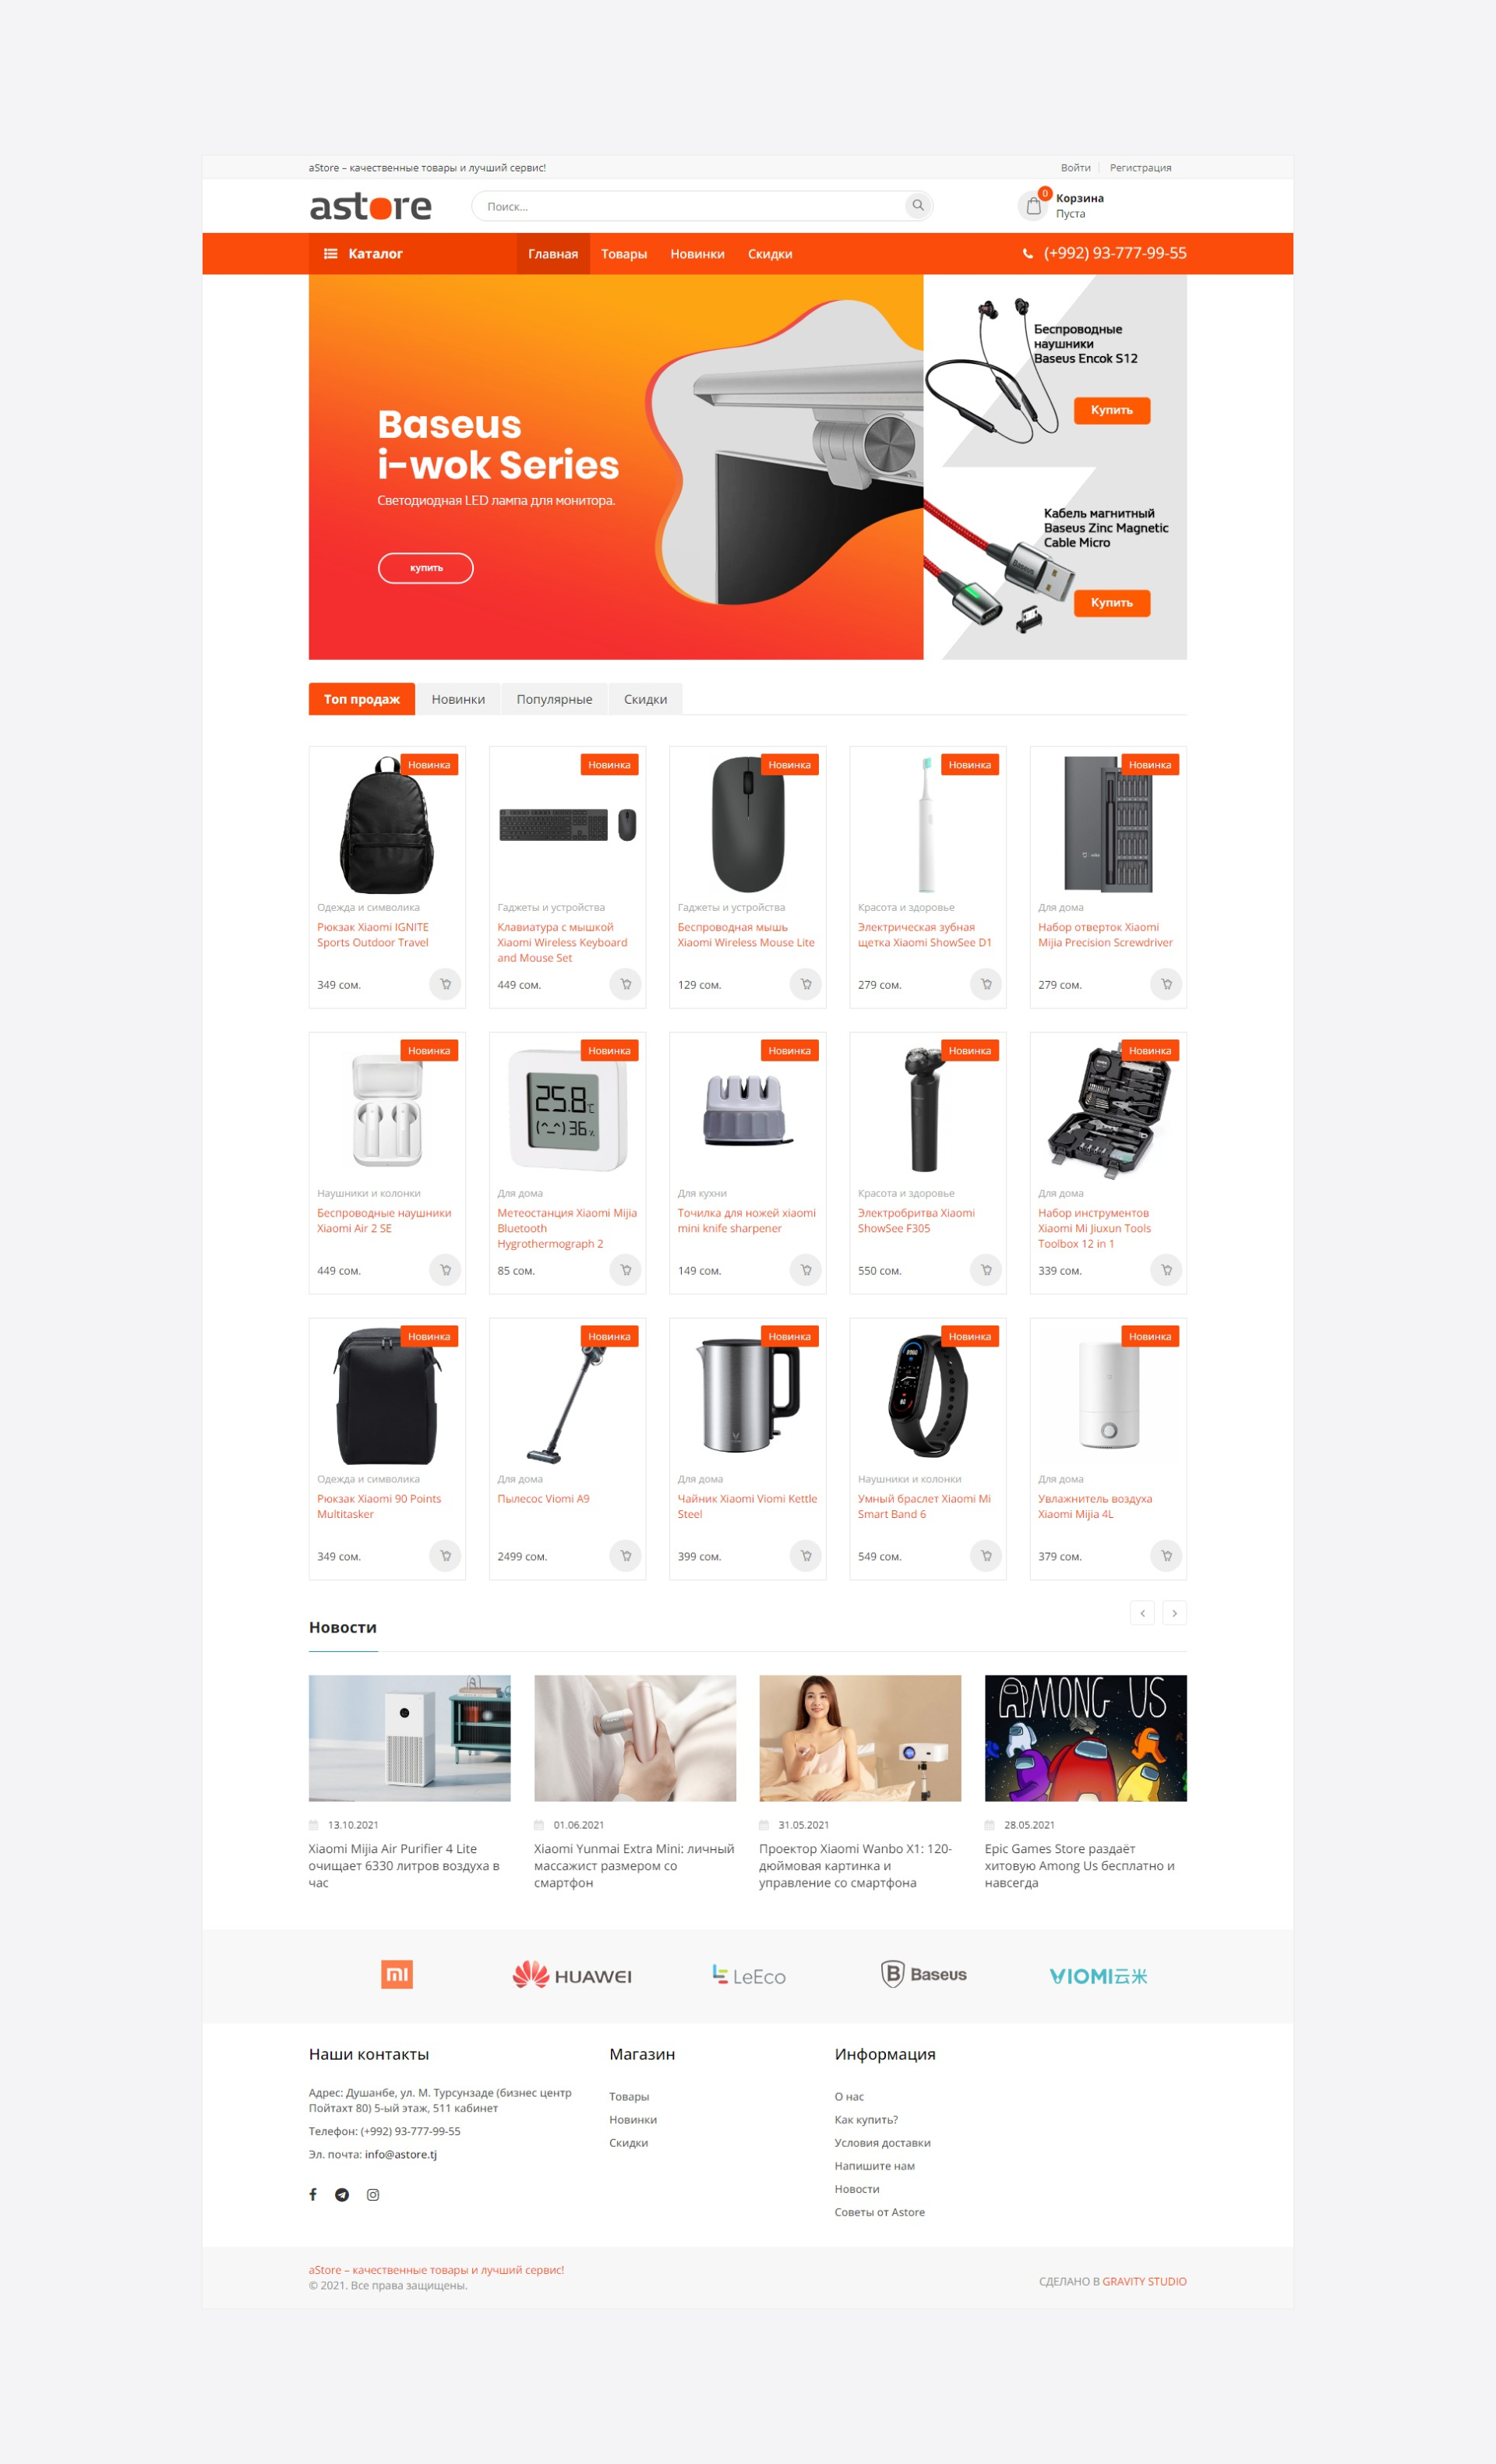 aStore – качественные товары и лучший сервис!
Войти
Регистрация
astore
Поиск...
0
Корзина
Пуста
Каталог
Главная
Товары
Новинки
Скидки
(+992) 93-777-99-55
Baseus
i-wok Series
Светодиодная LED лампа для монитора.
купить
Беспроводные
наушники
Baseus Encok S12
Купить
Кабель магнитный
Baseus Zinc Magnetic
Cable Micro
Baseus
Купить
Топ продаж
Новинки
Популярные
Скидки
Новинка
Одежда и символика
Рюкзак Xiaomi IGNITE
Sports Outdoor Travel
349 сом.
Новинка
Гаджеты и устройства
Клавиатура с мышкой
Xiaomi Wireless Keyboard
and Mouse Set
449 сом.
Новинка
Гаджеты и устройства
Беспроводная мышь
Xiaomi Wireless Mouse Lite
129 сом.
Новинка
Красота и здоровье
Электрическая зубная
щетка Xiaomi ShowSee D1
279 сом.
Новинка
Для дома
Набор отверток Xiaomi
Mijia Precision Screwdriver
279 сом.
Новинка
Наушники и колонки
Беспроводные наушники
Xiaomi Air 2 SE
449 сом.
Новинка
25.8 °C
(^_^) 36 %
Для дома
Метеостанция Xiaomi Mijia
Bluetooth
Hygrothermograph 2
85 сом.
Новинка
Для кухни
Точилка для ножей xiaomi
mini knife sharpener
149 сом.
Новинка
Красота и здоровье
Электробритва Xiaomi
ShowSee F305
550 сом.
Новинка
Для дома
Набор инструментов
Xiaomi Mi Jiuxun Tools
Toolbox 12 in 1
339 сом.
Новинка
Одежда и символика
Рюкзак Xiaomi 90 Points
Multitasker
349 сом.
Новинка
Для дома
Пылесос Viomi A9
2499 сом.
Новинка
Для дома
Чайник Xiaomi Viomi Kettle
Steel
399 сом.
Новинка
Наушники и колонки
Умный браслет Xiaomi Mi
Smart Band 6
549 сом.
Новинка
Для дома
Увлажнитель воздуха
Xiaomi Mijia 4L
379 сом.
Новости
13.10.2021
Xiaomi Mijia Air Purifier 4 Lite
очищает 6330 литров воздуха в
час
01.06.2021
Xiaomi Yunmai Extra Mini: личный
массажист размером со
смартфон
31.05.2021
Проектор Xiaomi Wanbo X1: 120-
дюймовая картинка и
управление со смартфона
AMONG US
28.05.2021
Epic Games Store раздаёт
хитовую Among Us бесплатно и
навсегда
mi
HUAWEI
LeEco
Baseus
VIOMI云米
Наши контакты
Адрес: Душанбе, ул. М. Турсунзаде (бизнес центр
Пойтахт 80) 5-ый этаж, 511 кабинет
Телефон: (+992) 93-777-99-55
Эл. почта: info@astore.tj
Магазин
Товары
Новинки
Скидки
Информация
О нас
Как купить?
Условия доставки
Напишите нам
Новости
Советы от Astore
aStore – качественные товары и лучший сервис!
© 2021. Все права защищены.
СДЕЛАНО В GRAVITY STUDIO